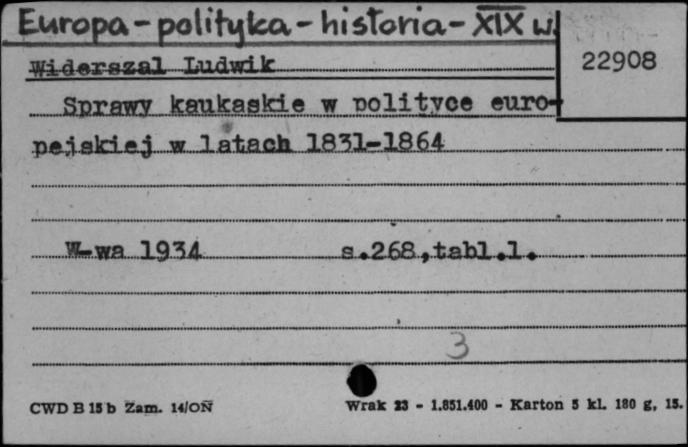 Europa - polityka - historia - XIX w.
22908
Widerszal Ludwik
Sprawy kaukaskie w polityce euro-
pejskiej w latach 1831-1864
W-wa 1934 s.268,tabl.1.
3
CWD B 15 b Zam. 14/ON Wrak 23 - 1.851.400 - Karton 5 kl. 180 g, 15.